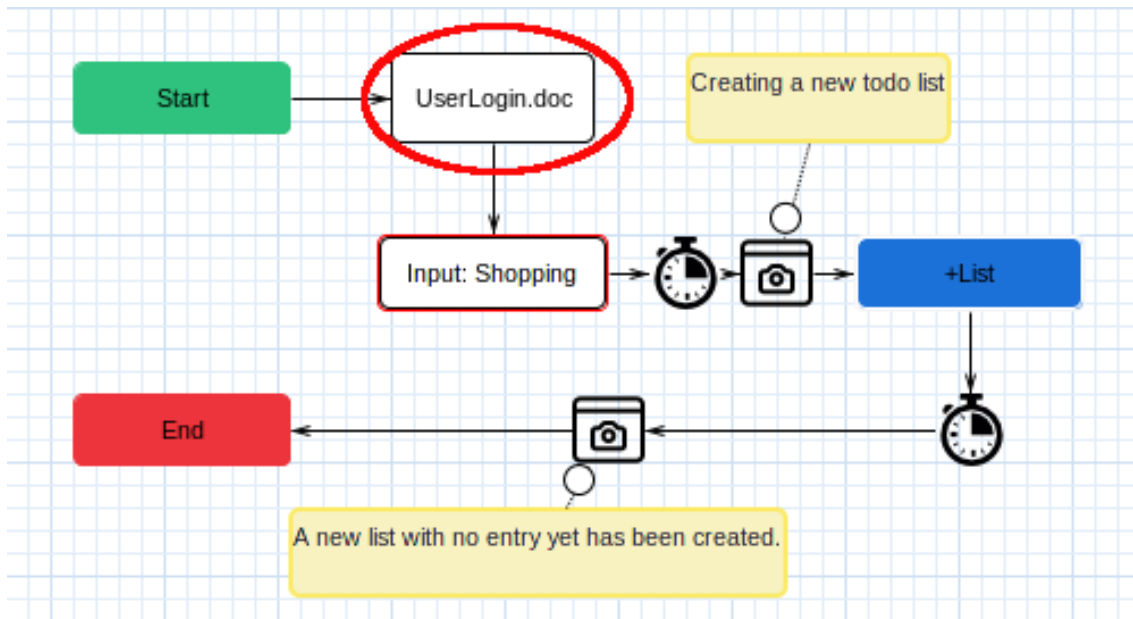 Start
UserLogin.doc
Creating a new todo list
Input: Shopping
+List
End
A new list with no entry yet has been created.